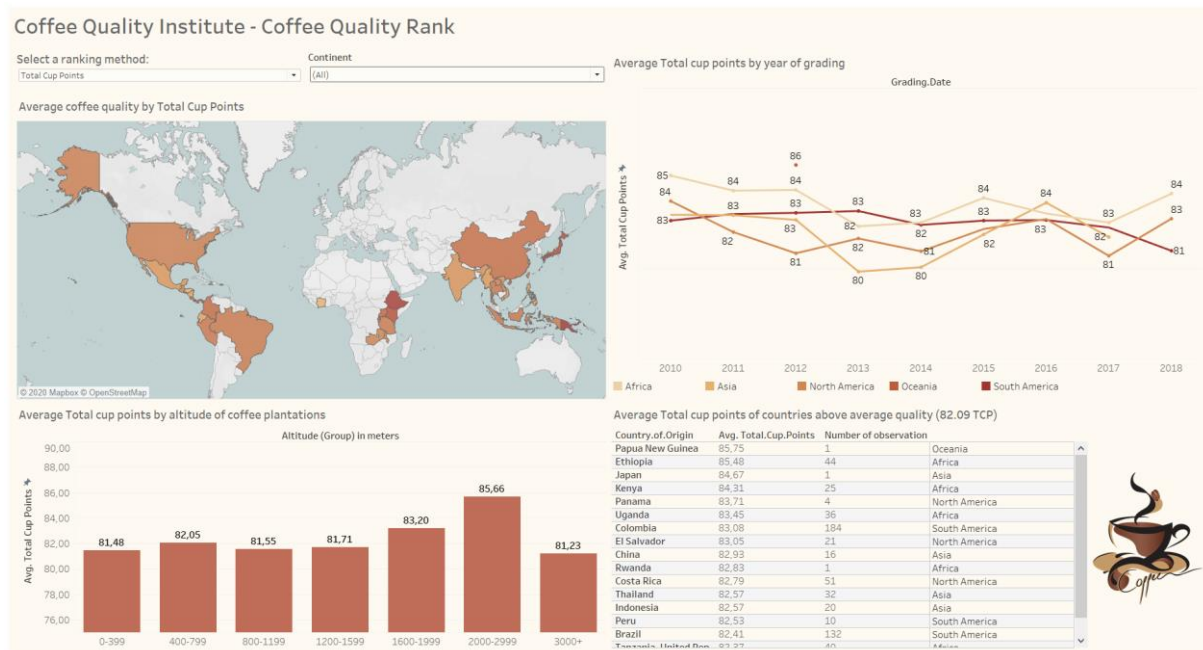 Coffee Quality Institute - Coffee Quality Rank
Select a ranking method:
Total Cup Points
Continent
(All)
Average coffee quality by Total Cup Points
© 2020 Mapbox © OpenStreetMap
Average Total cup points by year of grading
Grading.Date
Avg. Total Cup Points
86
85 84 84 84 84 84
84 83 83 83 83 83 83 83
83 82 83 82 82 81 82 83 82 83
81 80 80 81 81
2010 2011 2012 2013 2014 2015 2016 2017 2018
Africa Asia North America Oceania South America
Average Total cup points by altitude of coffee plantations
Altitude (Group) in meters
Avg. Total Cup Points
90,00
88,00
86,00
84,00
82,00
80,00
78,00
76,00
81,48 82,05 81,55 81,71 83,20 85,66 81,23
0-399 400-799 800-1199 1200-1599 1600-1999 2000-2999 3000+
Average Total cup points of countries above average quality (82.09 TCP)
Country.of.Origin Avg. Total.Cup.Points Number of observation
Papua New Guinea 85,75 1 Oceania
Ethiopia 85,48 44 Africa
Japan 84,67 1 Asia
Kenya 84,31 25 Africa
Panama 83,71 4 North America
Uganda 83,45 36 Africa
Colombia 83,08 184 South America
El Salvador 83,05 21 North America
China 82,93 16 Asia
Rwanda 82,83 1 Africa
Costa Rica 82,79 51 North America
Thailand 82,57 32 Asia
Indonesia 82,57 20 Asia
Peru 82,53 10 South America
Brazil 82,41 132 South America
Tanzania, United Rep 82,37 40 Africa
Coffee